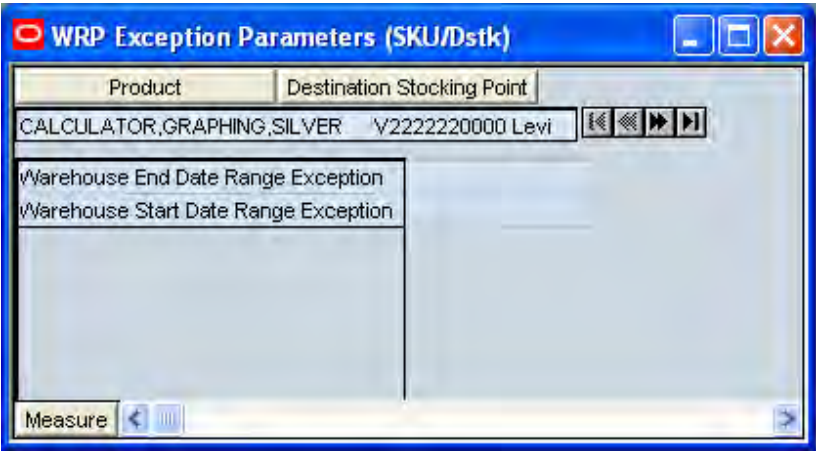 WRP Exception Parameters (SKU/Dstk)
Product Destination Stocking Point
CALCULATOR,GRAPHING,SILVER V2222220000 Levi
Warehouse End Date Range Exception
Warehouse Start Date Range Exception
Measure